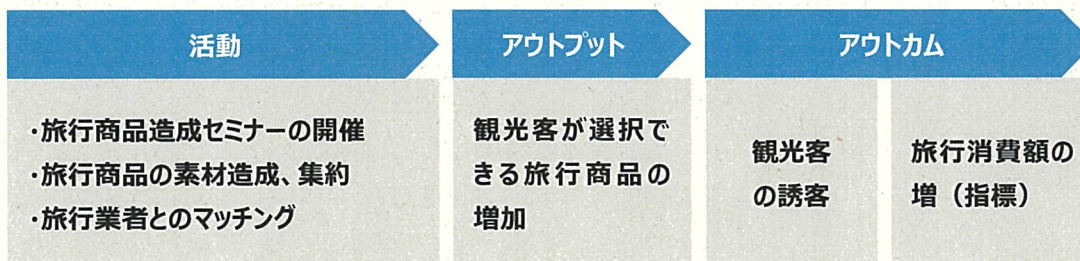 活動
・旅行商品造成セミナーの開催
・旅行商品の素材造成、集約
・旅行業者とのマッチング
アウトプット
観光客が選択で
きる旅行商品の
増加
アウトカム
観光客
の誘客
旅行消費額の
増（指標）